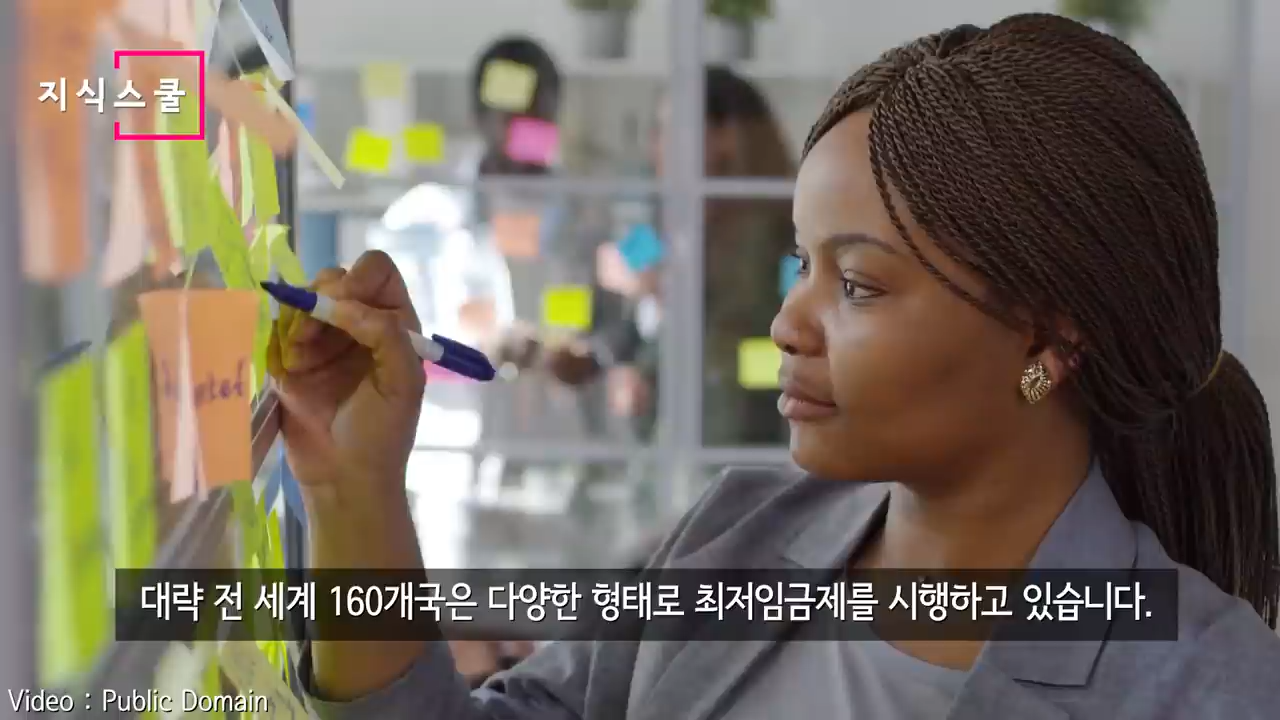 지식스쿨
대략 전 세계 160개국은 다양한 형태로 최저임금제를 시행하고 있습니다.
Video : Public Domain